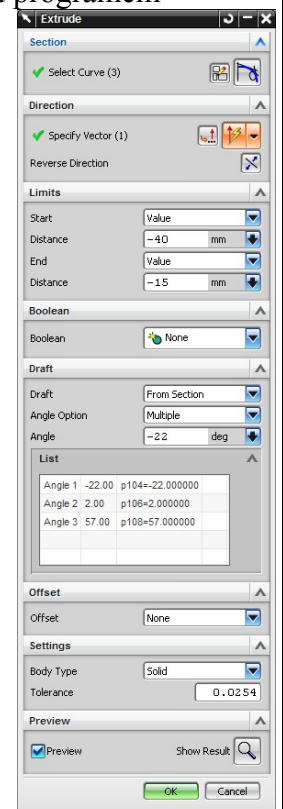 Extrude
Section
Select Curve (3)
Direction
Specify Vector (1)
Reverse Direction
Limits
Start Value
Distance -40 mm
End Value
Distance -15 mm
Boolean
Boolean None
Draft
Draft From Section
Angle Option Multiple
Angle -22 deg
List
Angle 1 -22.00 p104=-22.000000
Angle 2 2.00 p106=2.000000
Angle 3 57.00 p108=57.000000
Offset
Offset None
Settings
Body Type Solid
Tolerance 0.0254
Preview
Preview Show Result
OK Cancel